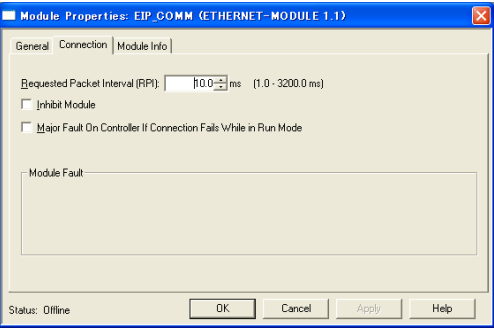 Module Properties: EIP_COMM (ETHERNET-MODULE 1.1)
General Connection Module Info
Requested Packet Interval (RPI): 10.0 ms (1.0 - 3200.0 ms)
Inhibit Module
Major Fault On Controller If Connection Fails While in Run Mode
Module Fault
Status: Offline OK Cancel Apply Help